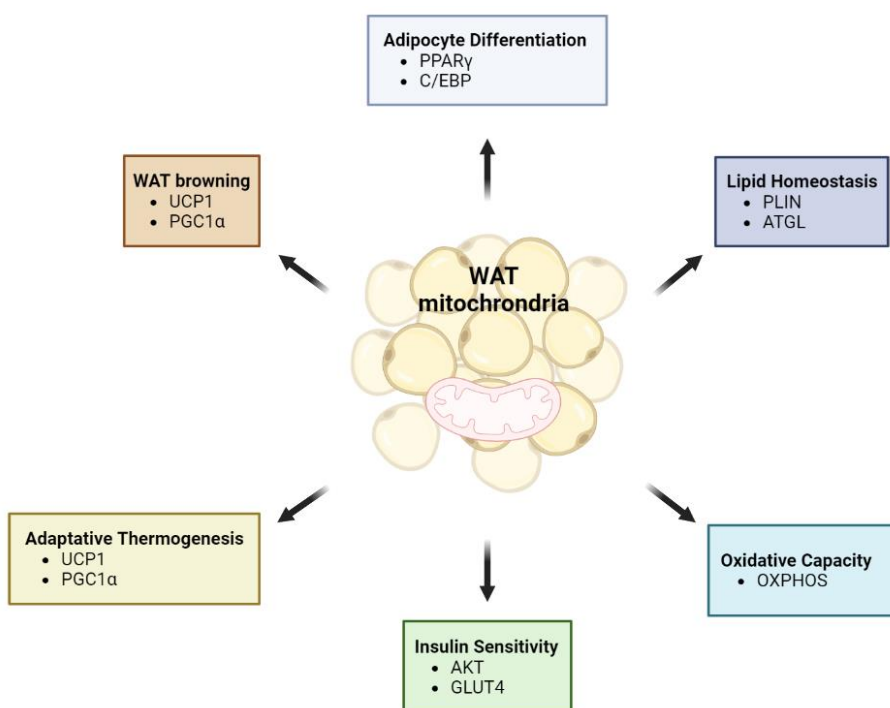 Adipocyte Differentiation
• PPARγ
• C/EBP
WAT browning
• UCP1
• PGC1α
Lipid Homeostasis
• PLIN
• ATGL
WAT
mitochrondria
Adaptative Thermogenesis
• UCP1
• PGC1α
Oxidative Capacity
• OXPHOS
Insulin Sensitivity
• AKT
• GLUT4